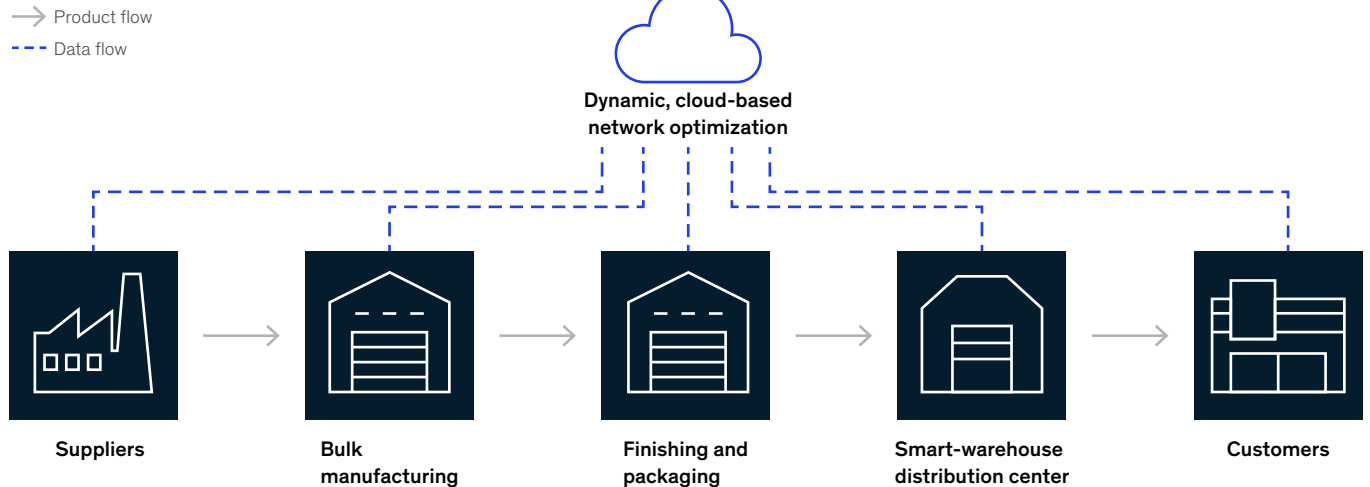 Product flow
Data flow
Dynamic, cloud-based
network optimization
Suppliers
Bulk
manufacturing
Finishing and
packaging
Smart-warehouse
distribution center
Customers